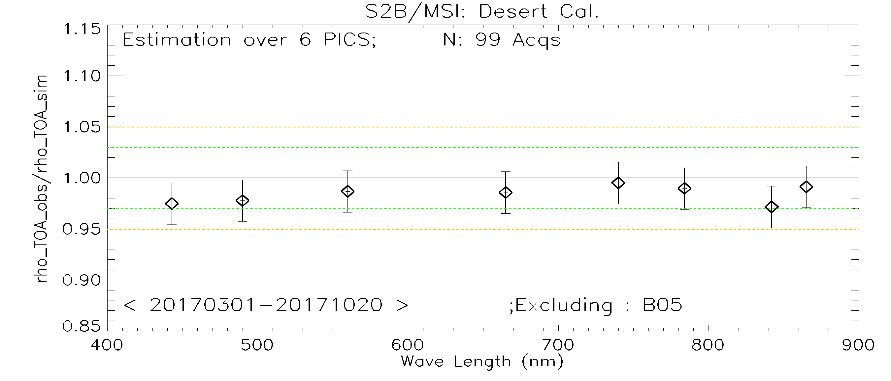 S2B/MSI: Desert Cal.
1.15
Estimation over 6 PICS; N: 99 Acqs
1.10
1.05
1.00
0.95
0.90
0.85
rho_TOA_obs/rho_TOA_sim
< 20170301-20171020 > ;Excluding : B05
400 500 600 700 800 900
Wave Length (nm)